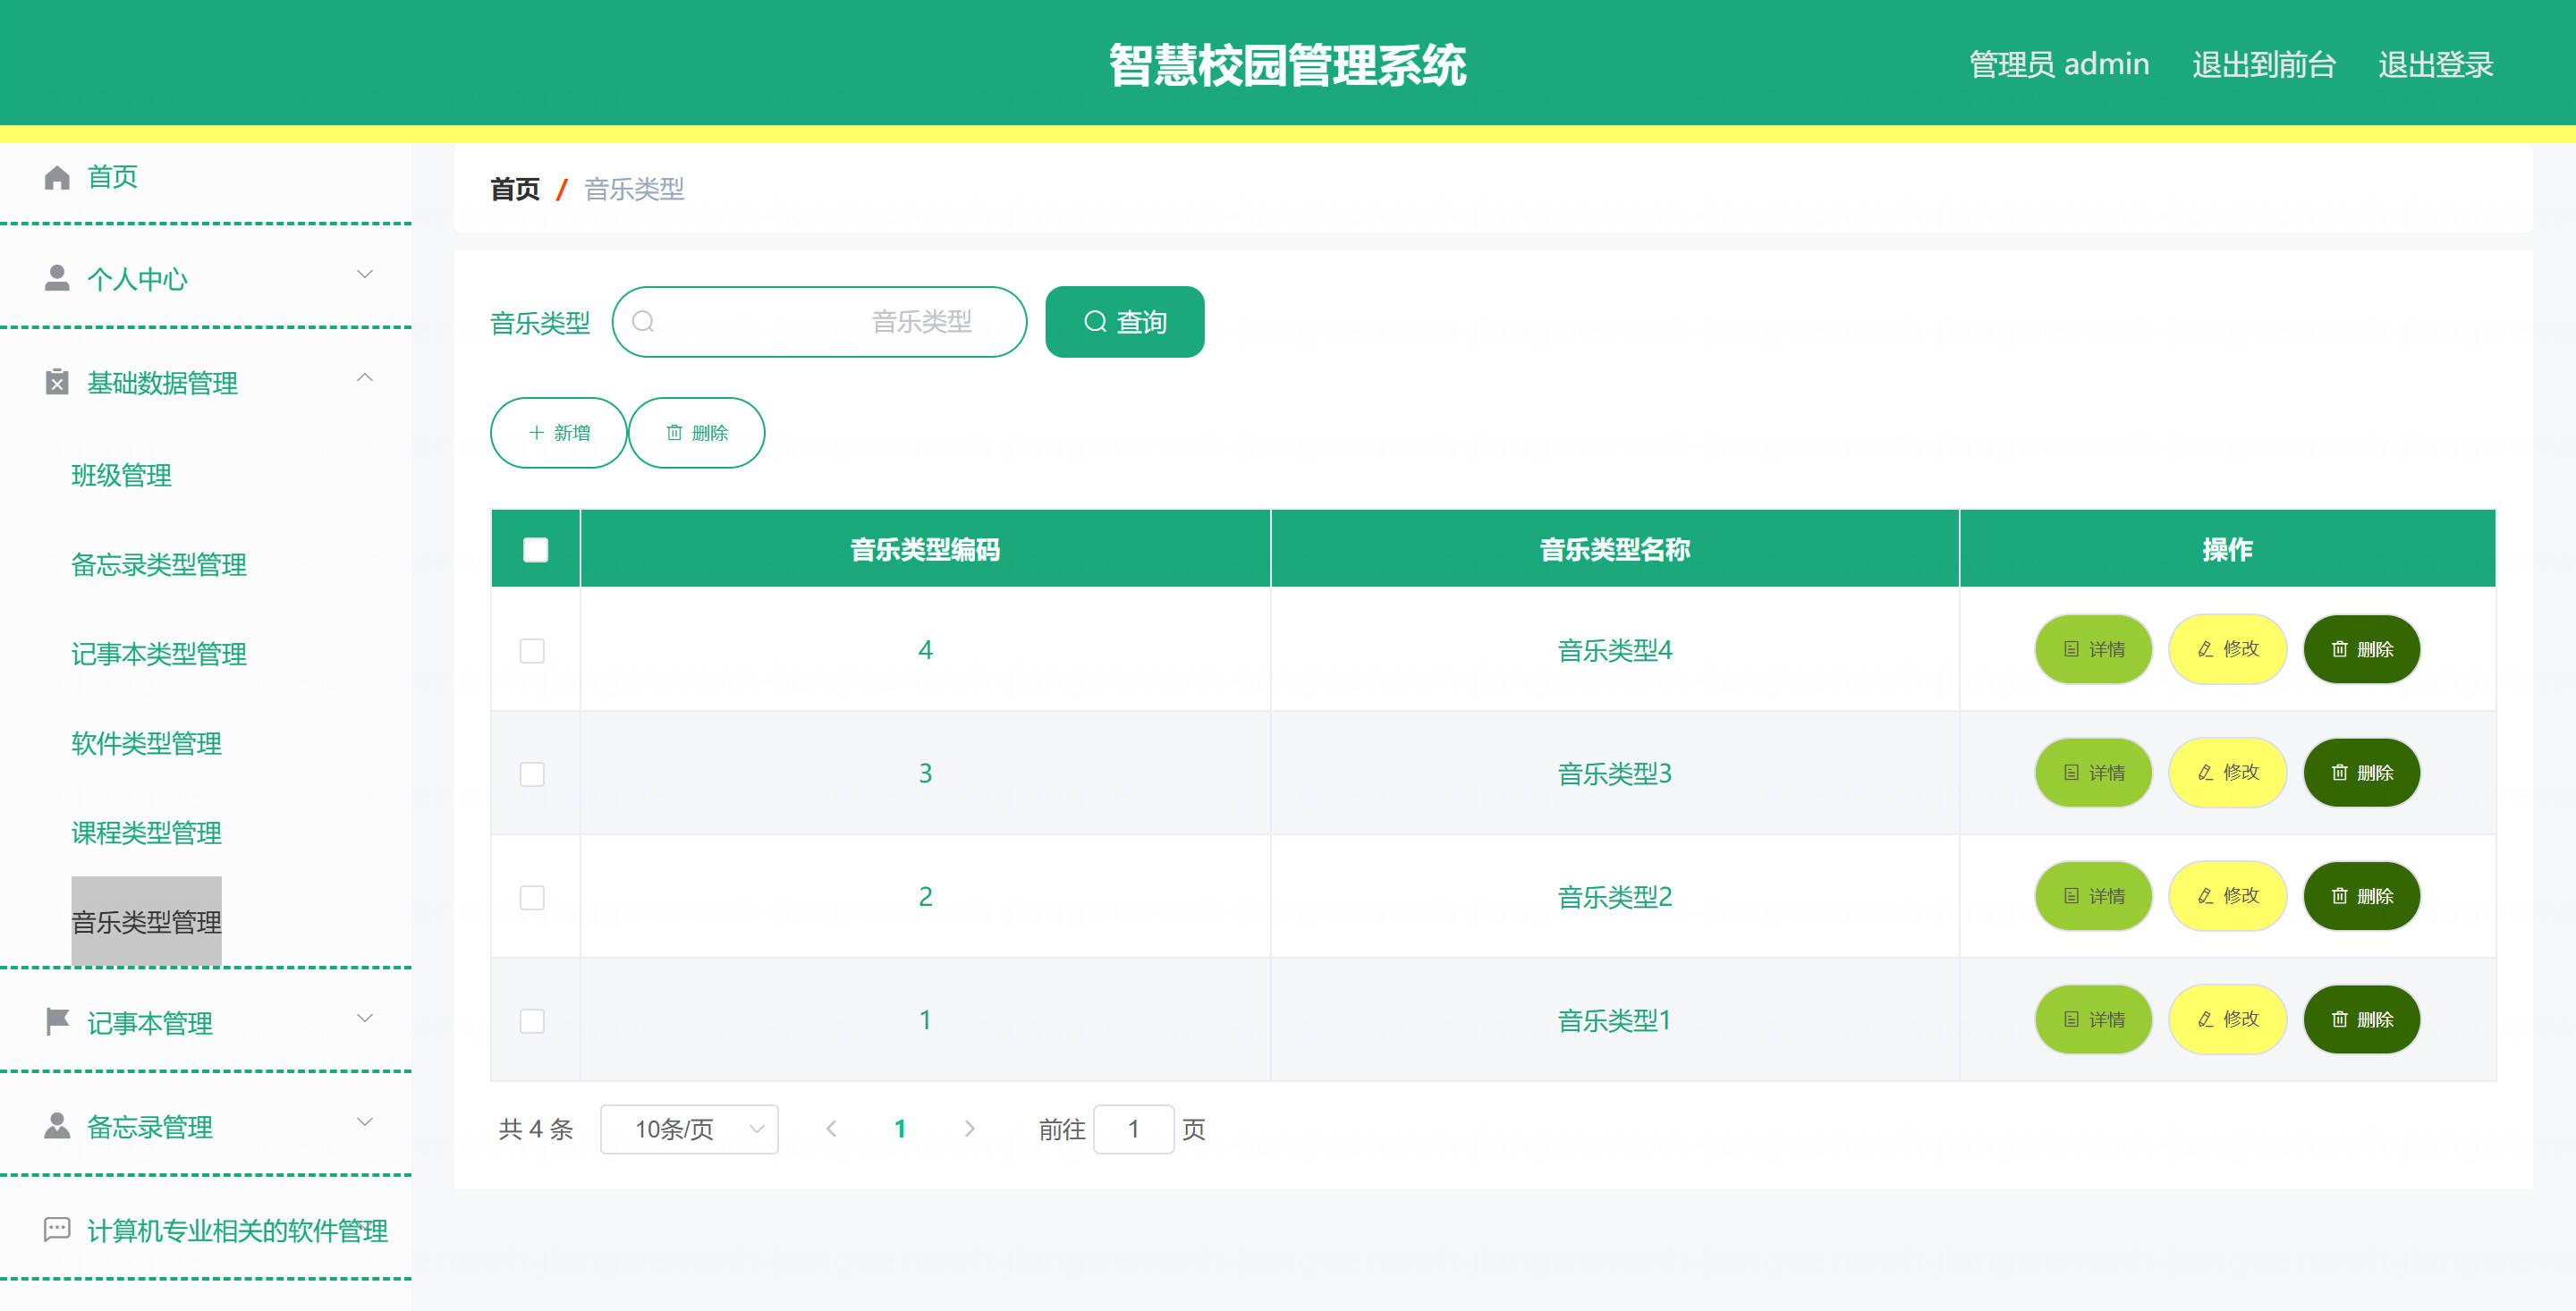 智慧校园管理系统
管理员 admin 退出到前台 退出登录
首页
个人中心
基础数据管理
班级管理
备忘录类型管理
记事本类型管理
软件类型管理
课程类型管理
音乐类型管理
记事本管理
备忘录管理
计算机专业相关的软件管理
首页 / 音乐类型
音乐类型 音乐类型 查询
新增 删除
音乐类型编码 音乐类型名称 操作
4 音乐类型4 详情 修改 删除
3 音乐类型3 详情 修改 删除
2 音乐类型2 详情 修改 删除
1 音乐类型1 详情 修改 删除
共 4 条 10条/页 1 前往 1 页